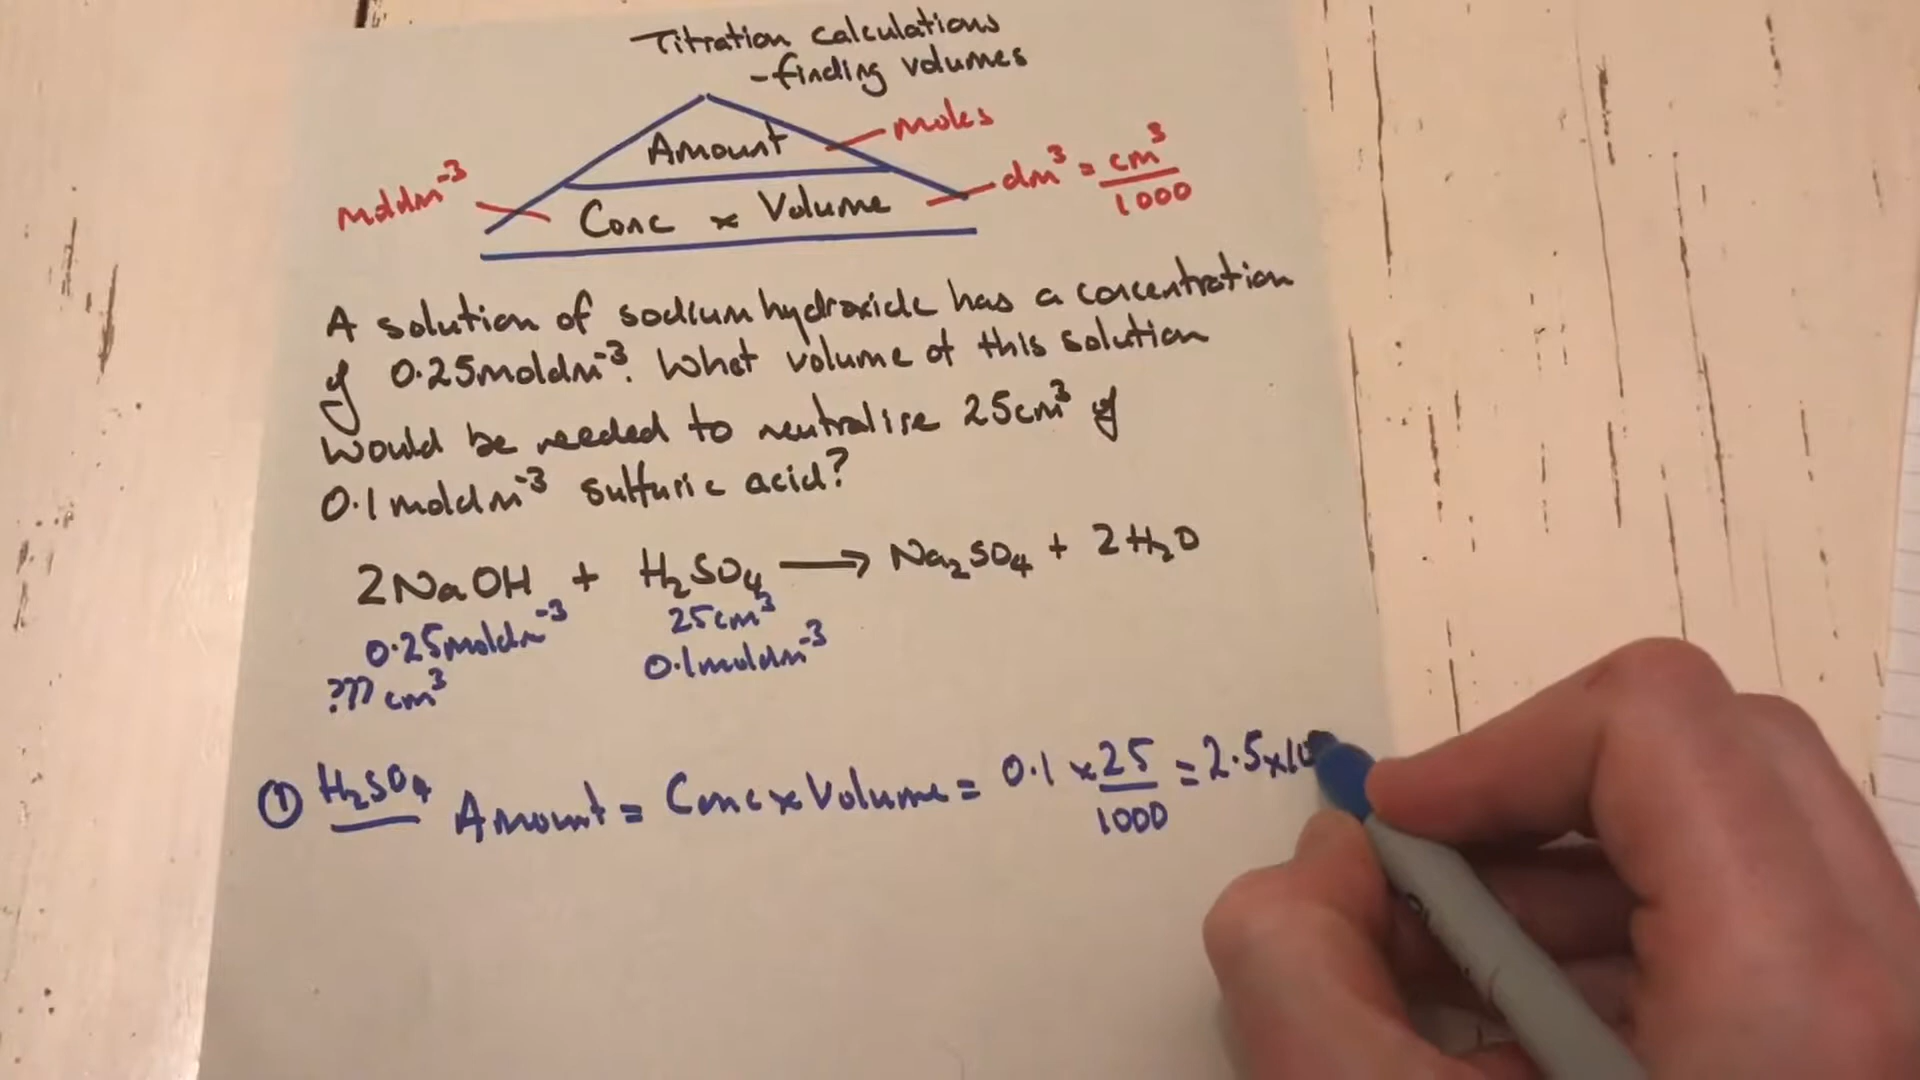 Titration calculations
-finding volumes
Amount
moles
moldm⁻³
Conc × Volume
dm³ = cm³/1000
A solution of sodium hydroxide has a concentration
of 0.25moldm⁻³. What volume of this solution
would be needed to neutralise 25cm³ of
0.1moldm⁻³ sulfuric acid?
2NaOH + H₂SO₄ → Na₂SO₄ + 2H₂O
0.25moldm⁻³ 25cm³
??? cm³ 0.1moldm⁻³
① H₂SO₄ Amount = Conc × Volume = 0.1 × 25/1000 = 2.5×10